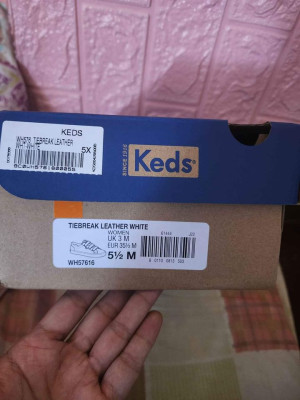 KEDS
WH576 TIEBREAK LEATHER
5X
SINCE 1916
Keds
TIEBREAK LEATHER WHITE
WOMEN
UK 3 M
EUR 35½ M
5½ M
WH57616